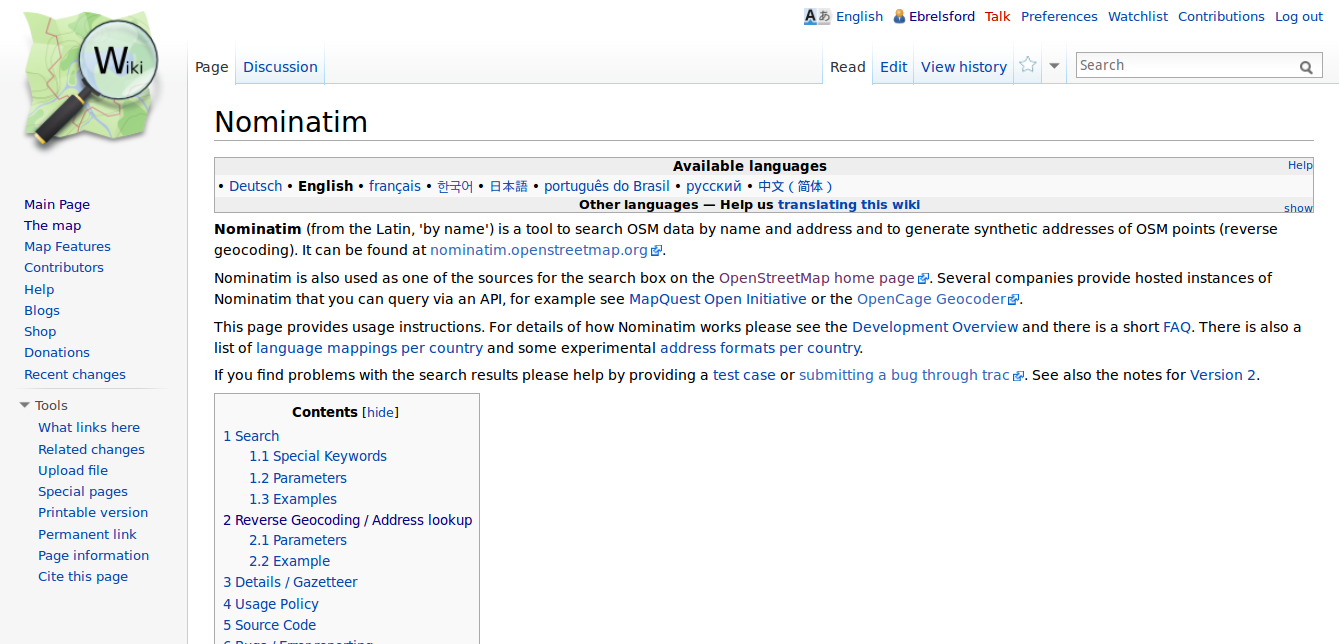 Wiki
A あ English Ebrelsford Talk Preferences Watchlist Contributions Log out
Page Discussion Read Edit View history Search
Nominatim
Available languages Help
• Deutsch • English • français • 한국어 • 日本語 • português do Brasil • русский • 中文（简体）
Other languages — Help us translating this wiki show
Nominatim (from the Latin, 'by name') is a tool to search OSM data by name and address and to generate synthetic addresses of OSM points (reverse
geocoding). It can be found at nominatim.openstreetmap.org.
Nominatim is also used as one of the sources for the search box on the OpenStreetMap home page. Several companies provide hosted instances of
Nominatim that you can query via an API, for example see MapQuest Open Initiative or the OpenCage Geocoder.
This page provides usage instructions. For details of how Nominatim works please see the Development Overview and there is a short FAQ. There is also a
list of language mappings per country and some experimental address formats per country.
If you find problems with the search results please help by providing a test case or submitting a bug through trac. See also the notes for Version 2.
Contents [hide]
1 Search
1.1 Special Keywords
1.2 Parameters
1.3 Examples
2 Reverse Geocoding / Address lookup
2.1 Parameters
2.2 Example
3 Details / Gazetteer
4 Usage Policy
5 Source Code
6 Bugs / Error reporting
Main Page
The map
Map Features
Contributors
Help
Blogs
Shop
Donations
Recent changes
Tools
What links here
Related changes
Upload file
Special pages
Printable version
Permanent link
Page information
Cite this page